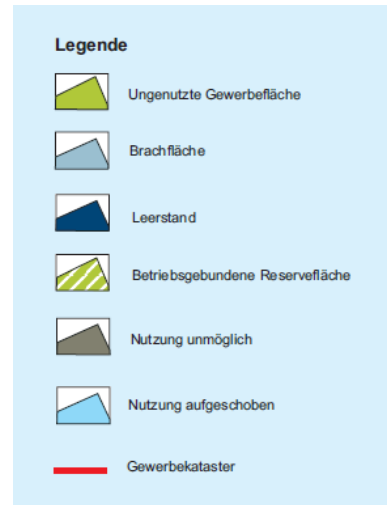 Legende
Ungenutzte Gewerbefläche
Brachfläche
Leerstand
Betriebsgebundene Reservefläche
Nutzung unmöglich
Nutzung aufgeschoben
Gewerbekataster